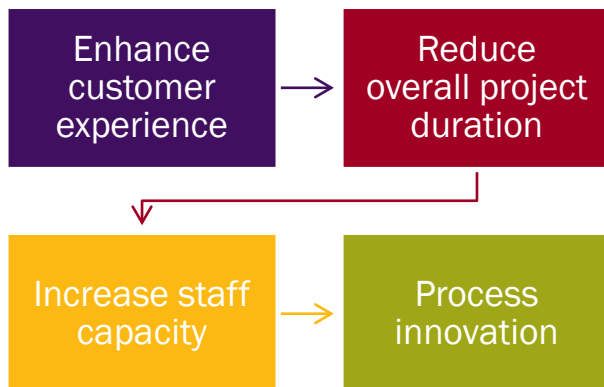 Enhance
customer
experience
Reduce
overall project
duration
Increase staff
capacity
Process
innovation